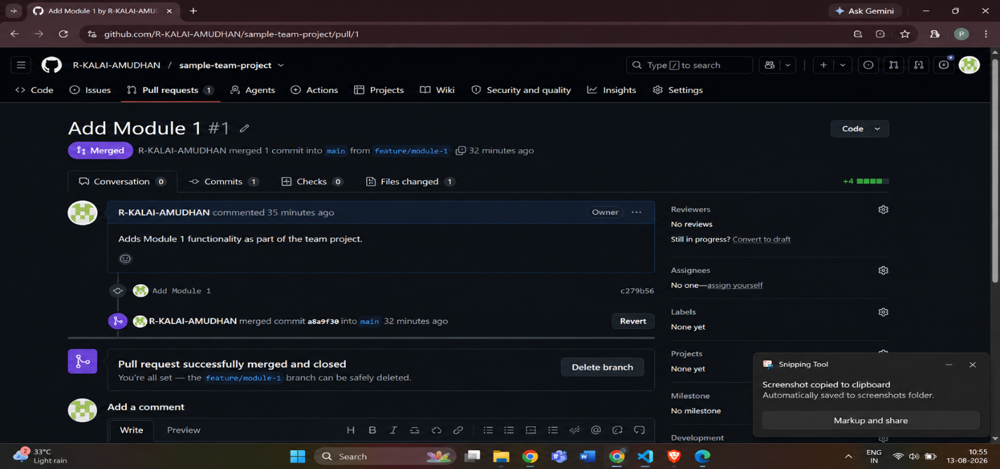 Add Module 1 by R-KALAI-AMU
Ask Gemini
github.com/R-KALAI-AMUDHAN/sample-team-project/pull/1
P
R-KALAI-AMUDHAN / sample-team-project
Type / to search
Code Issues Pull requests 1 Agents Actions Projects Wiki Security and quality Insights Settings
Add Module 1 #1
Code
Merged R-KALAI-AMUDHAN merged 1 commit into main from feature/module-1 32 minutes ago
Conversation 0 Commits 1 Checks 0 Files changed 1
+4
R-KALAI-AMUDHAN commented 35 minutes ago
Owner
Adds Module 1 functionality as part of the team project.
Add Module 1
c279b56
R-KALAI-AMUDHAN merged commit a8a9f30 into main 32 minutes ago
Revert
Pull request successfully merged and closed
You're all set — the feature/module-1 branch can be safely deleted.
Delete branch
Add a comment
Write Preview
H B I
Reviewers
No reviews
Still in progress? Convert to draft
Assignees
No one—assign yourself
Labels
None yet
Projects
None yet
Milestone
No milestone
Development
Snipping Tool
Screenshot copied to clipboard
Automatically saved to screenshots folder.
Markup and share
2
33°C
Light rain
Search
ENG
IN
10:55
13-08-2026